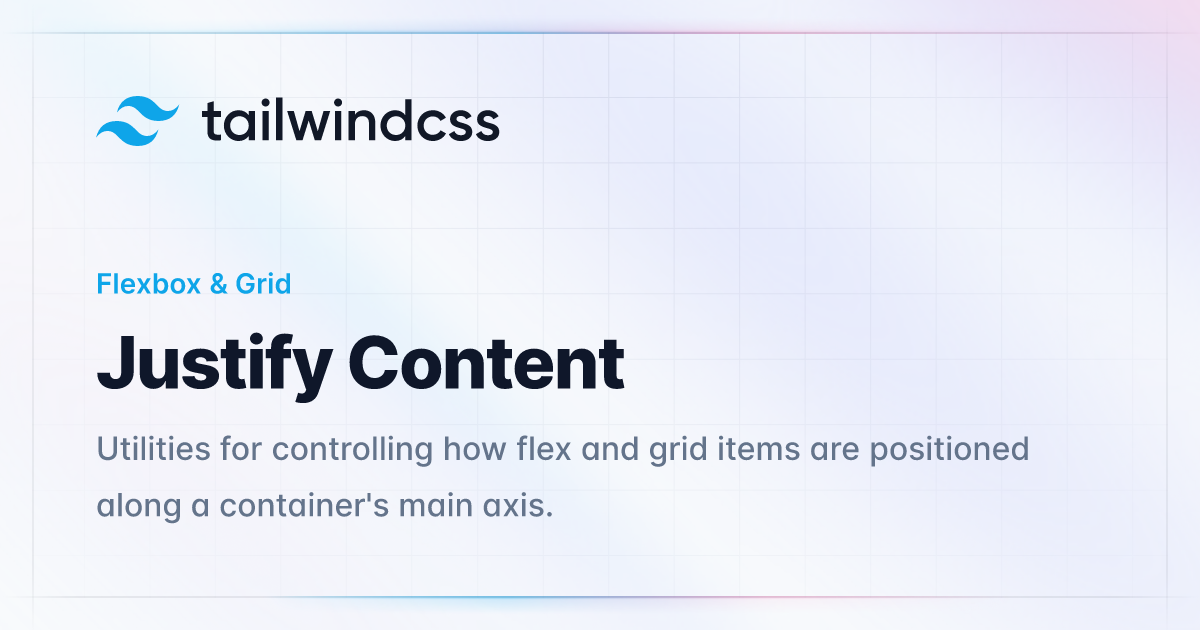 tailwindcss
Flexbox & Grid
Justify Content
Utilities for controlling how flex and grid items are positioned
along a container's main axis.